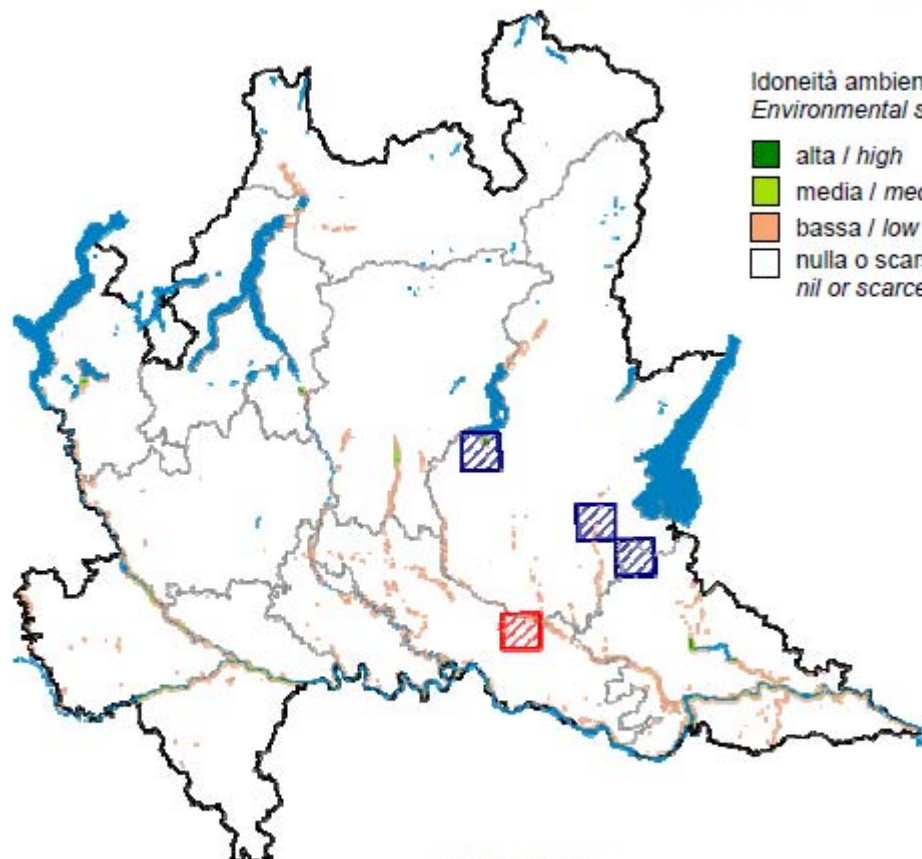 Idoneità ambien
Environmental s
alta / high
media / med
bassa / low
nulla o scars
nil or scarce